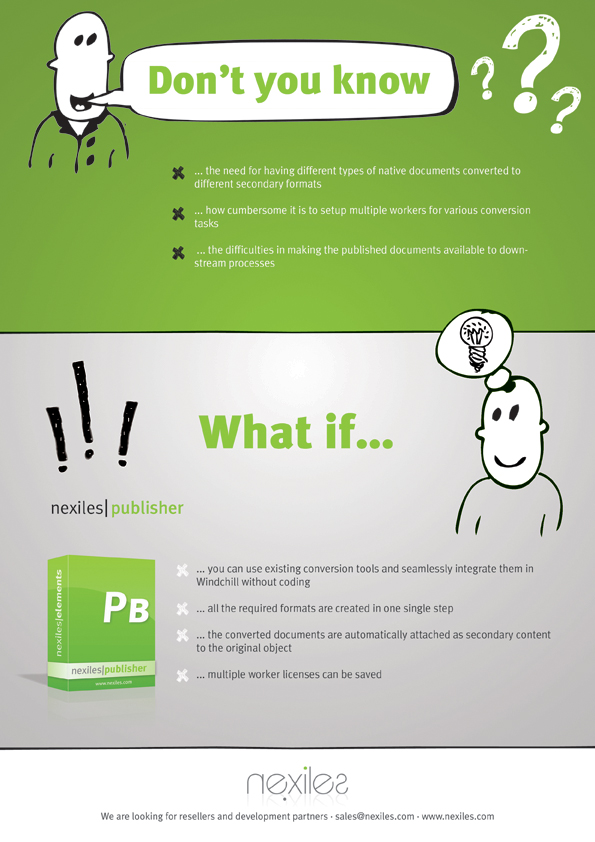 Don't you know
... the need for having different types of native documents converted to
different secondary formats
... how cumbersome it is to setup multiple workers for various conversion
tasks
... the difficulties in making the published documents available to down-
stream processes
What if...
nexiles|publisher
nexiles|elements
PB
nexiles|publisher
www.nexiles.com
... you can use existing conversion tools and seamlessly integrate them in
Windchill without coding
... all the required formats are created in one single step
... the converted documents are automatically attached as secondary content
to the original object
... multiple worker licenses can be saved
nexiles
We are looking for resellers and development partners · sales@nexiles.com · www.nexiles.com